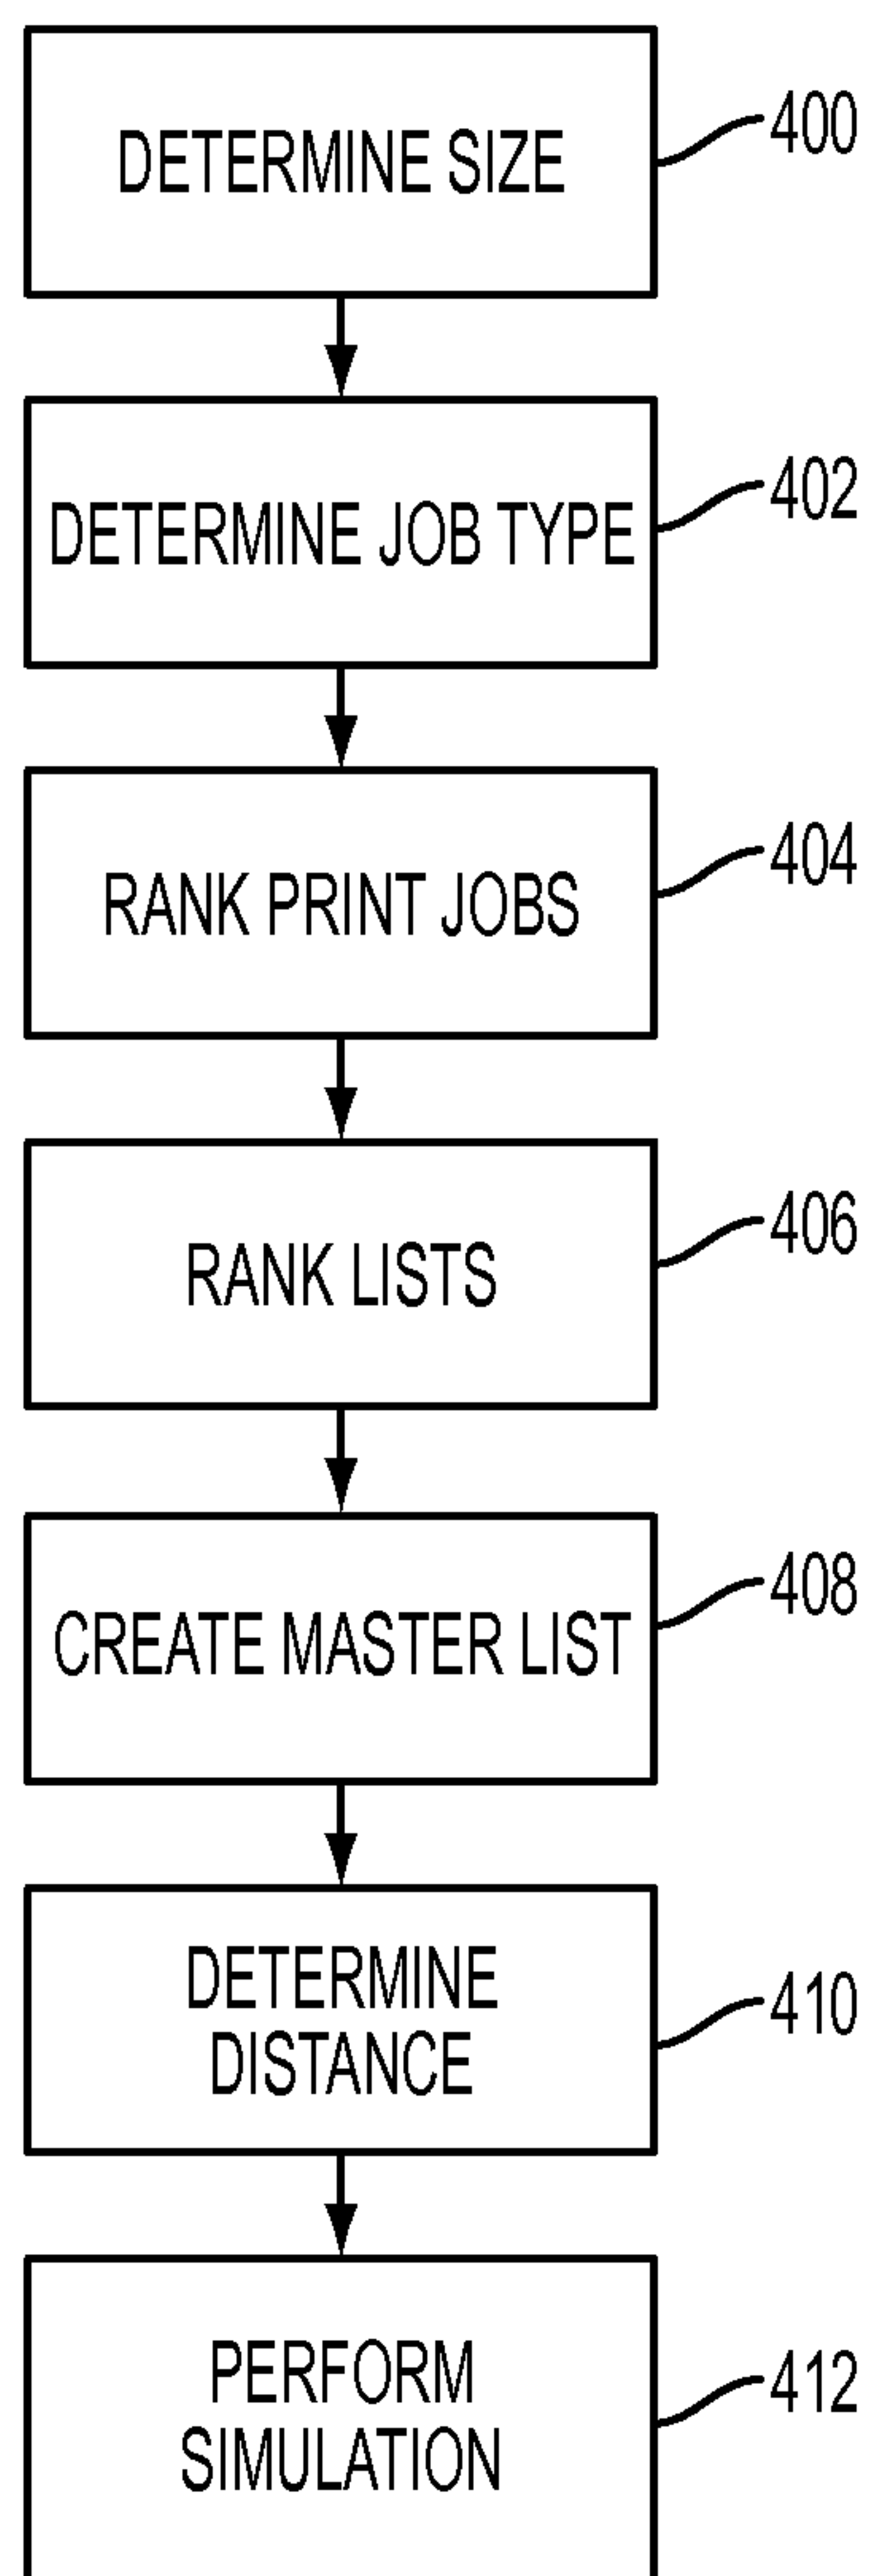 DETERMINE SIZE
400
DETERMINE JOB TYPE
402
RANK PRINT JOBS
404
RANK LISTS
406
CREATE MASTER LIST
408
DETERMINE
DISTANCE
410
PERFORM
SIMULATION
412